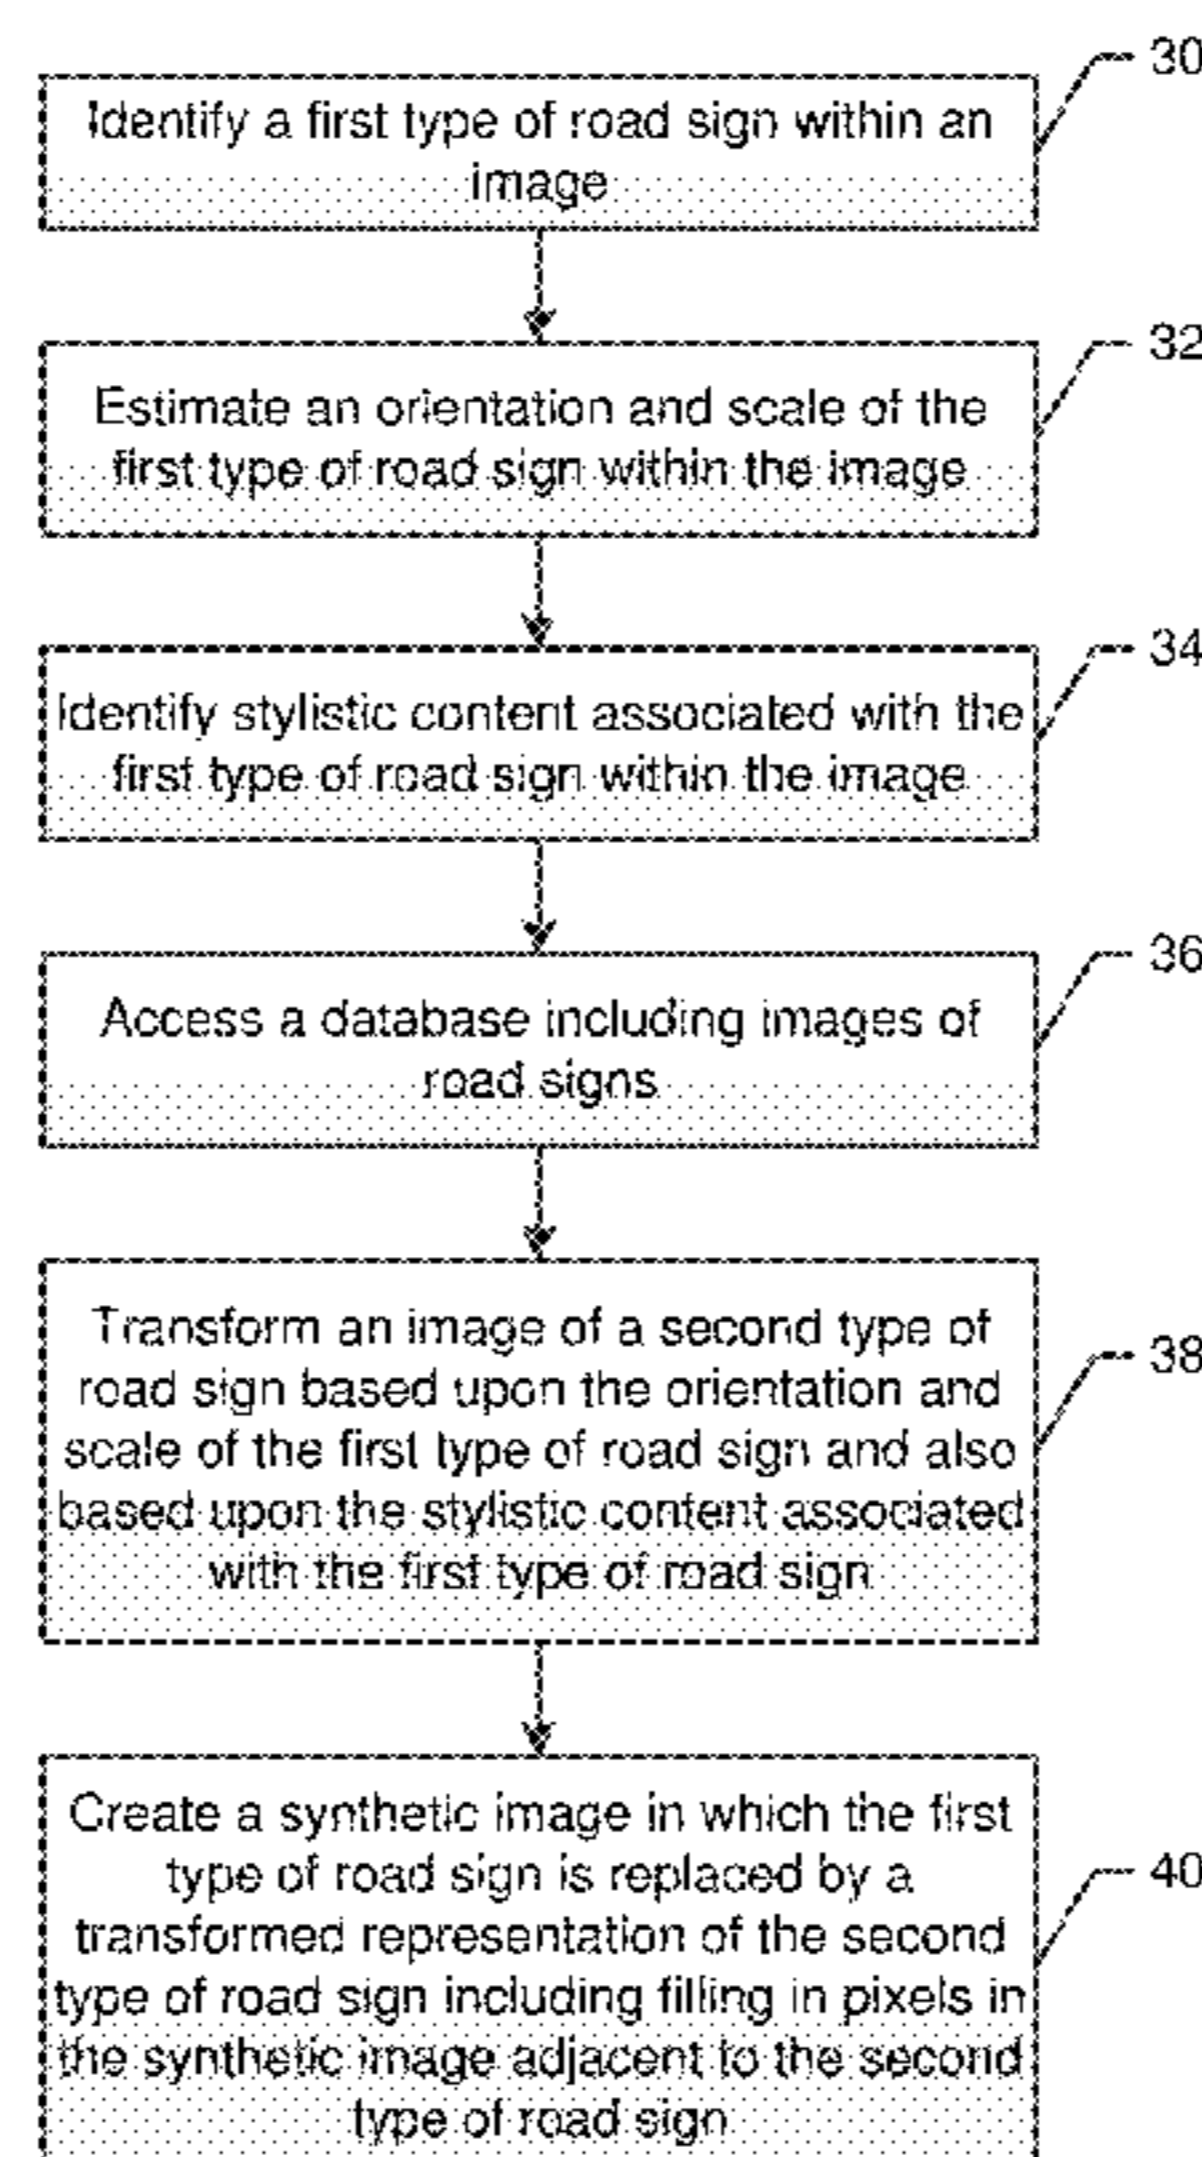 30
Identify a first type of road sign within an
image
32
Estimate an orientation and scale of the
first type of road sign within the image
34
Identify stylistic content associated with the
first type of road sign within the image
36
Access a database including images of
road signs
38
Transform an image of a second type of
road sign based upon the orientation and
scale of the first type of road sign and also
based upon the stylistic content associated
with the first type of road sign
40
Create a synthetic image in which the first
type of road sign is replaced by a
transformed representation of the second
type of road sign including filling in pixels in
the synthetic image adjacent to the second
type of road sign